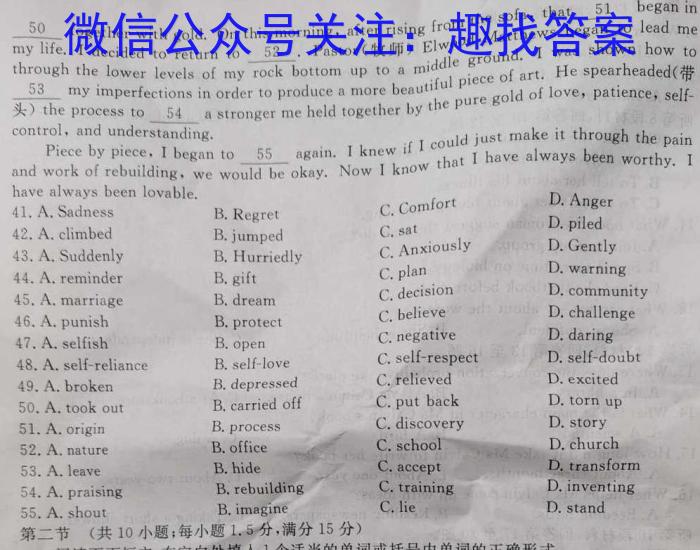 51 began in
50 together with gold. On this morning, after rising from the sofa, that
微信公众号关注：趣找答案
my life. I decided to return to 52. Pastor(牧师) Elw Matthews began to lead me
through the lower levels of my rock bottom up to a middle ground. I was shown how to
53 my imperfections in order to produce a more beautiful piece of art. He spearheaded(带
头) the process to 54 a stronger me held together by the pure gold of love, patience, self-
control, and understanding.
Piece by piece, I began to 55 again. I knew if I could just make it through the pain
and work of rebuilding, we would be okay. Now I know that I have always been worthy. I
have always been lovable.
41. A. Sadness B. Regret C. Comfort D. Anger
42. A. climbed B. jumped C. sat D. piled
43. A. Suddenly B. Hurriedly C. Anxiously D. Gently
44. A. reminder B. gift C. plan D. warning
45. A. marriage B. dream C. decision D. community
46. A. punish B. protect C. believe D. challenge
47. A. selfish B. open C. negative D. daring
48. A. self-reliance B. self-love C. self-respect D. self-doubt
49. A. broken B. depressed C. relieved D. excited
50. A. took out B. carried off C. put back D. torn up
51. A. origin B. process C. discovery D. story
52. A. nature B. office C. school D. church
53. A. leave B. hide C. accept D. transform
54. A. praising B. rebuilding C. training D. inventing
55. A. shout B. imagine C. lie D. stand
第二节 (共10小题;每小题1.5分,满分15分)